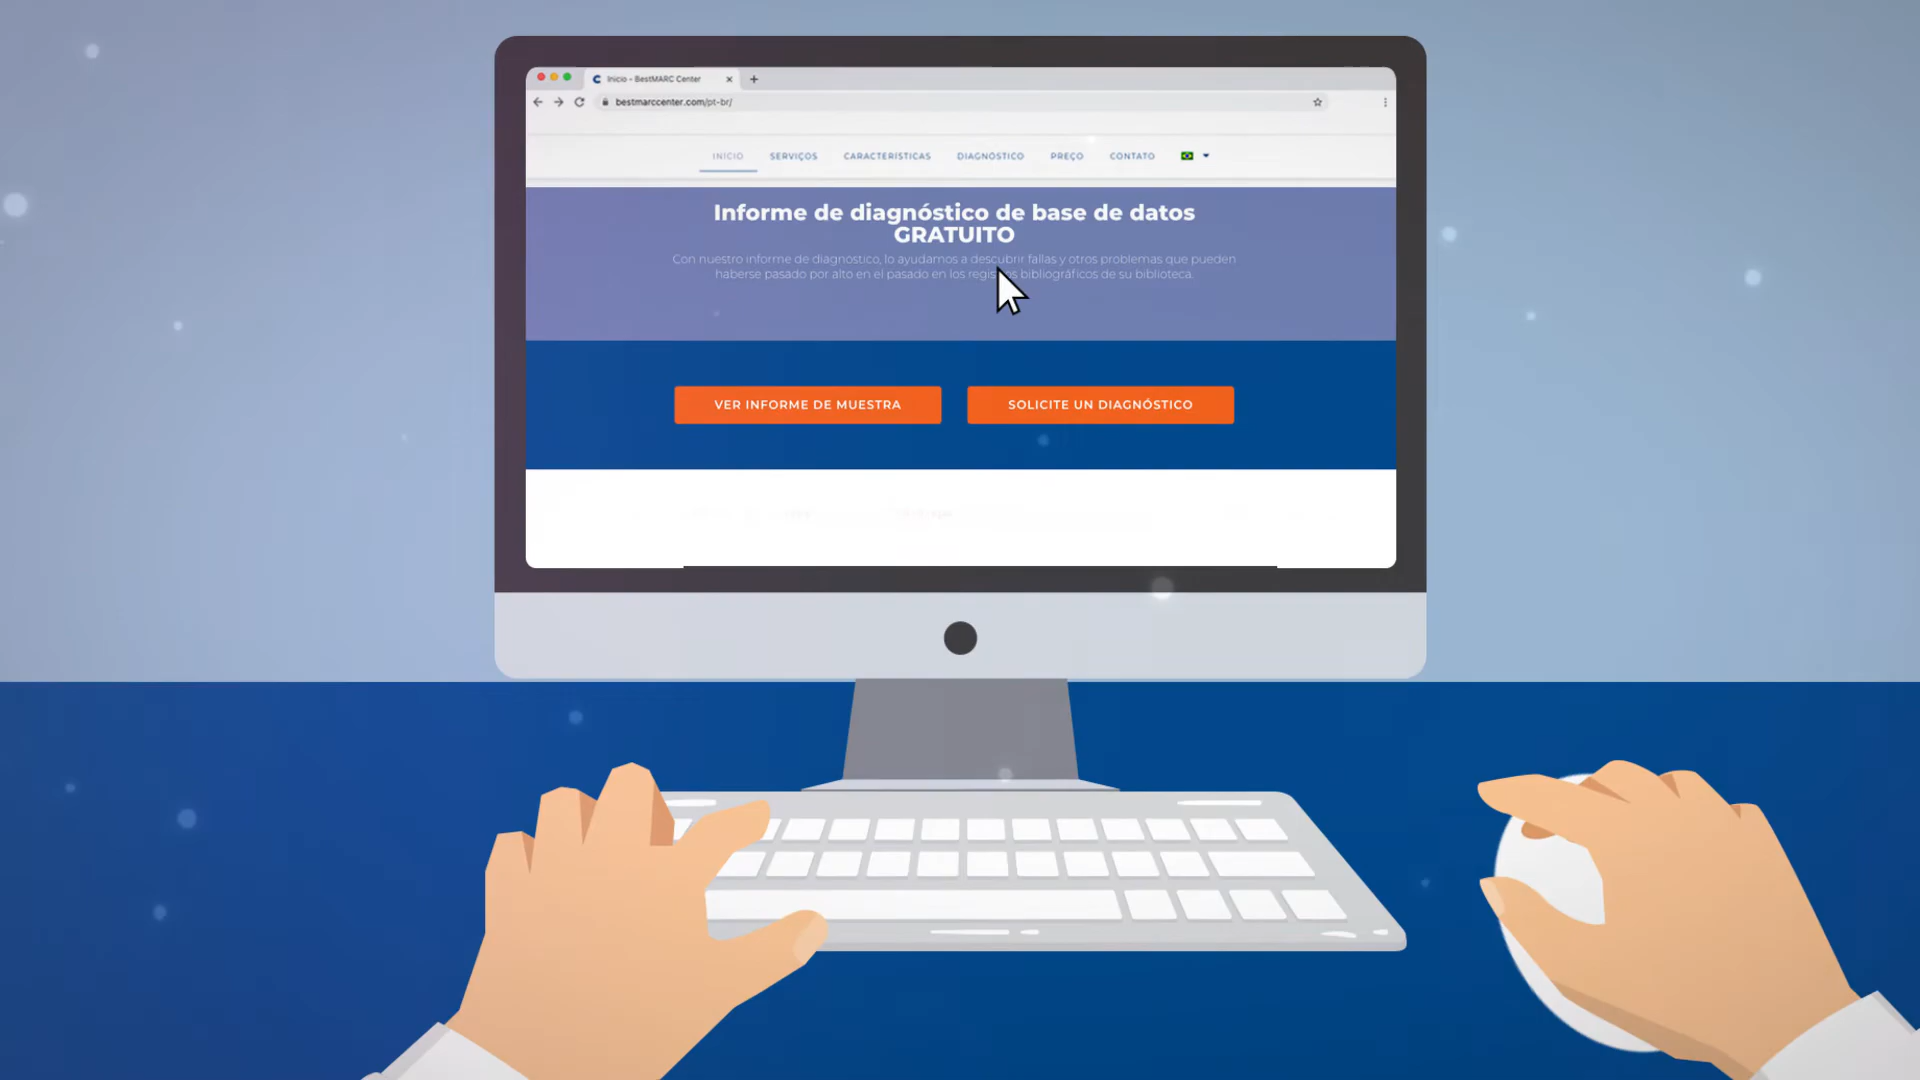 Inicio - BestMARC Center
bestmarccenter.com/pt-br/
INÍCIO SERVIÇOS CARACTERÍSTICAS DIAGNÓSTICO PREÇO CONTATO
Informe de diagnóstico de base de datos
GRATUITO
Con nuestro informe de diagnostico, lo ayudamos a descubrir fallas y otros problemas que pueden
haberse pasado por alto en el pasado en los registros bibliográficos de su biblioteca.
VER INFORME DE MUESTRA SOLICITE UN DIAGNÓSTICO